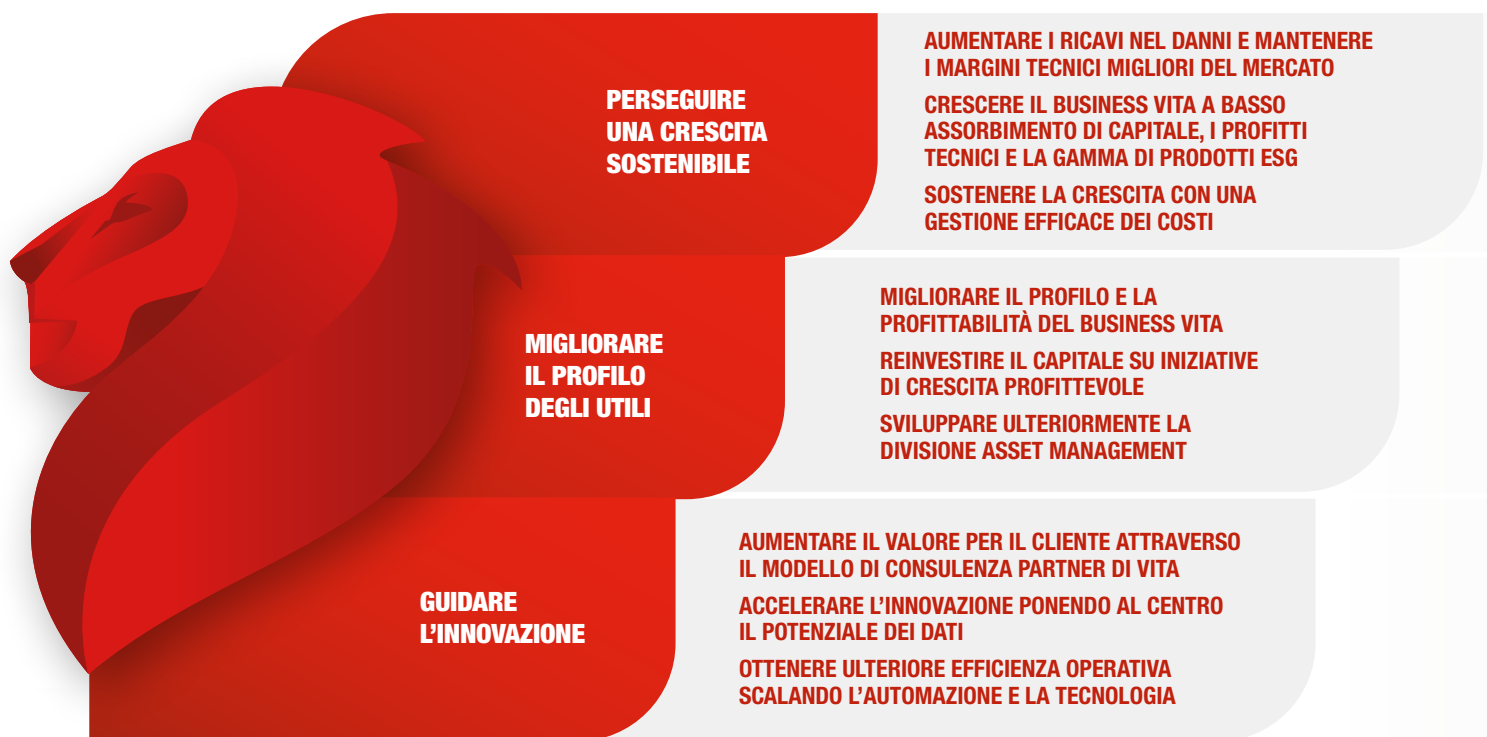 PERSEGUIRE
UNA CRESCITA
SOSTENIBILE
AUMENTARE I RICAVI NEL DANNI E MANTENERE
I MARGINI TECNICI MIGLIORI DEL MERCATO
CRESCERE IL BUSINESS VITA A BASSO
ASSORBIMENTO DI CAPITALE, I PROFITTI
TECNICI E LA GAMMA DI PRODOTTI ESG
SOSTENERE LA CRESCITA CON UNA
GESTIONE EFFICACE DEI COSTI
MIGLIORARE
IL PROFILO
DEGLI UTILI
MIGLIORARE IL PROFILO E LA
PROFITTABILITÀ DEL BUSINESS VITA
REINVESTIRE IL CAPITALE SU INIZIATIVE
DI CRESCITA PROFITTEVOLE
SVILUPPARE ULTERIORMENTE LA
DIVISIONE ASSET MANAGEMENT
GUIDARE
L’INNOVAZIONE
AUMENTARE IL VALORE PER IL CLIENTE ATTRAVERSO
IL MODELLO DI CONSULENZA PARTNER DI VITA
ACCELERARE L’INNOVAZIONE PONENDO AL CENTRO
IL POTENZIALE DEI DATI
OTTENERE ULTERIORE EFFICIENZA OPERATIVA
SCALANDO L’AUTOMAZIONE E LA TECNOLOGIA